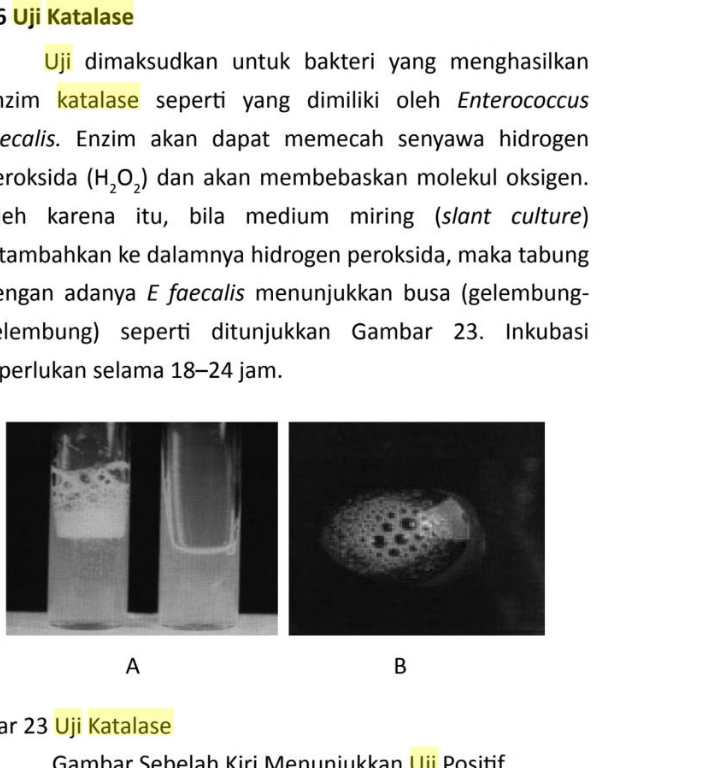 6 Uji Katalase
Uji dimaksudkan untuk bakteri yang menghasilkan
nzim katalase seperti yang dimiliki oleh Enterococcus
ecalis. Enzim akan dapat memecah senyawa hidrogen
eroksida (H₂O₂) dan akan membebaskan molekul oksigen.
leh karena itu, bila medium miring (slant culture)
tambahkan ke dalamnya hidrogen peroksida, maka tabung
engan adanya E faecalis menunjukkan busa (gelembung-
elembung) seperti ditunjukkan Gambar 23. Inkubasi
perlukan selama 18–24 jam.
A B
ar 23 Uji Katalase
Gambar Sebelah Kiri Menunjukkan Uji Positif